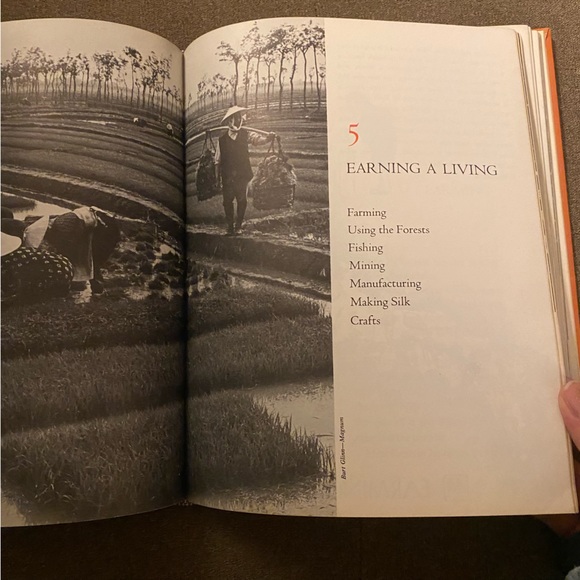 5
EARNING A LIVING
Farming
Using the Forests
Fishing
Mining
Manufacturing
Making Silk
Crafts
Burt Glinn—Magnum